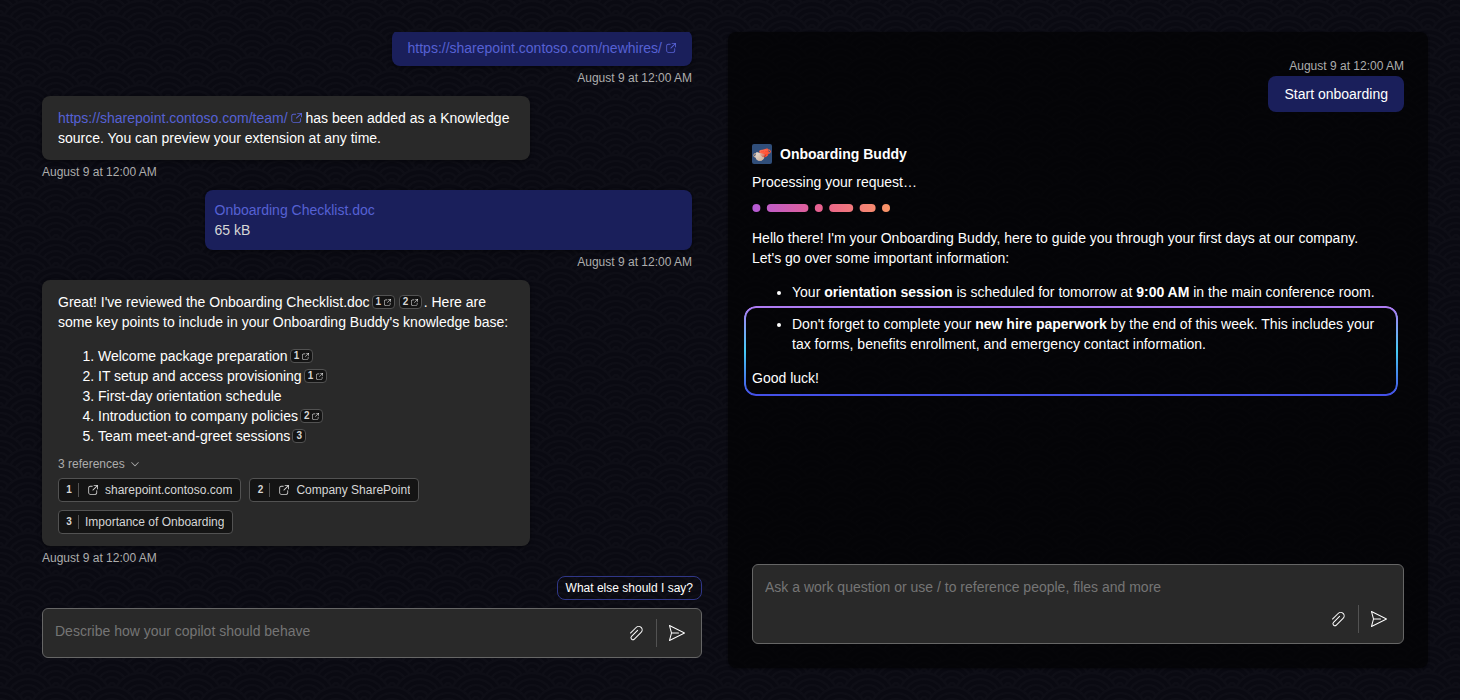 https://sharepoint.contoso.com/newhires/
August 9 at 12:00 AM
https://sharepoint.contoso.com/team/ has been added as a Knowledge
source. You can preview your extension at any time.
August 9 at 12:00 AM
Onboarding Checklist.doc
65 kB
August 9 at 12:00 AM
Great! I've reviewed the Onboarding Checklist.doc 1 2 . Here are
some key points to include in your Onboarding Buddy's knowledge base:
1. Welcome package preparation 1
2. IT setup and access provisioning 1
3. First-day orientation schedule
4. Introduction to company policies 2
5. Team meet-and-greet sessions 3
3 references
1 sharepoint.contoso.com 2 Company SharePoint
3 Importance of Onboarding
August 9 at 12:00 AM
What else should I say?
Describe how your copilot should behave
August 9 at 12:00 AM
Start onboarding
Onboarding Buddy
Processing your request…
Hello there! I'm your Onboarding Buddy, here to guide you through your first days at our company.
Let's go over some important information:
• Your orientation session is scheduled for tomorrow at 9:00 AM in the main conference room.
• Don't forget to complete your new hire paperwork by the end of this week. This includes your
tax forms, benefits enrollment, and emergency contact information.
Good luck!
Ask a work question or use / to reference people, files and more